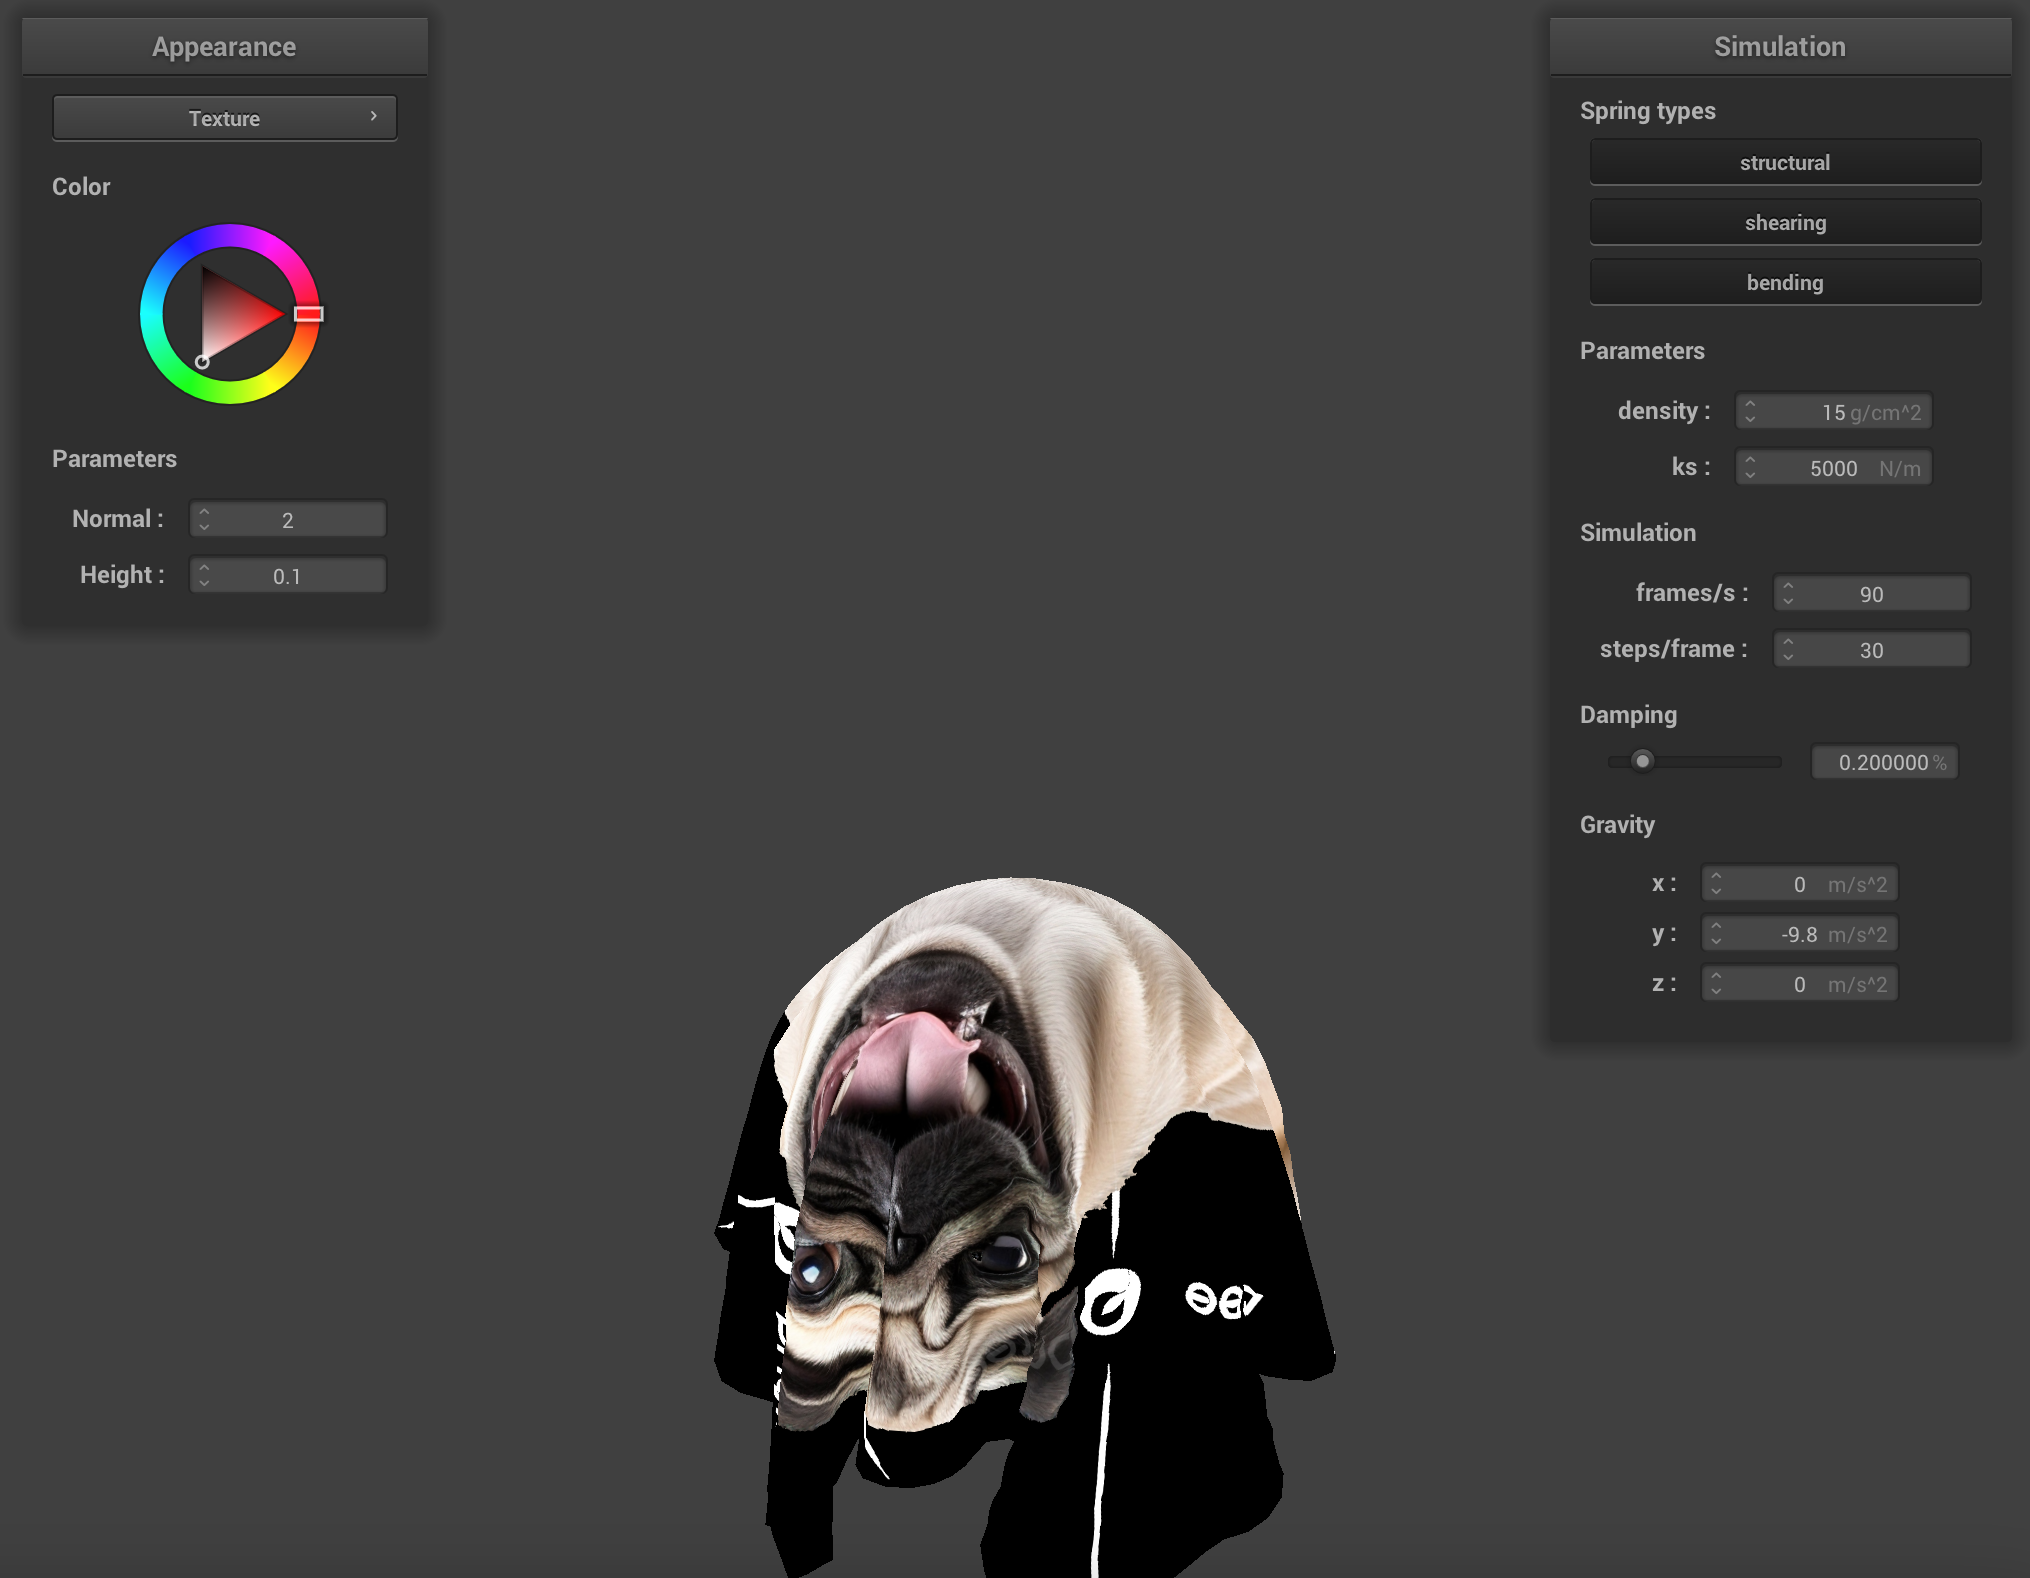 Appearance
Texture
Color
Parameters
Normal : 2
Height : 0.1
Simulation
Spring types
structural
shearing
bending
Parameters
density : 15 g/cm^2
ks : 5000 N/m
Simulation
frames/s : 90
steps/frame : 30
Damping
0.200000 %
Gravity
x : 0 m/s^2
y : -9.8 m/s^2
z : 0 m/s^2